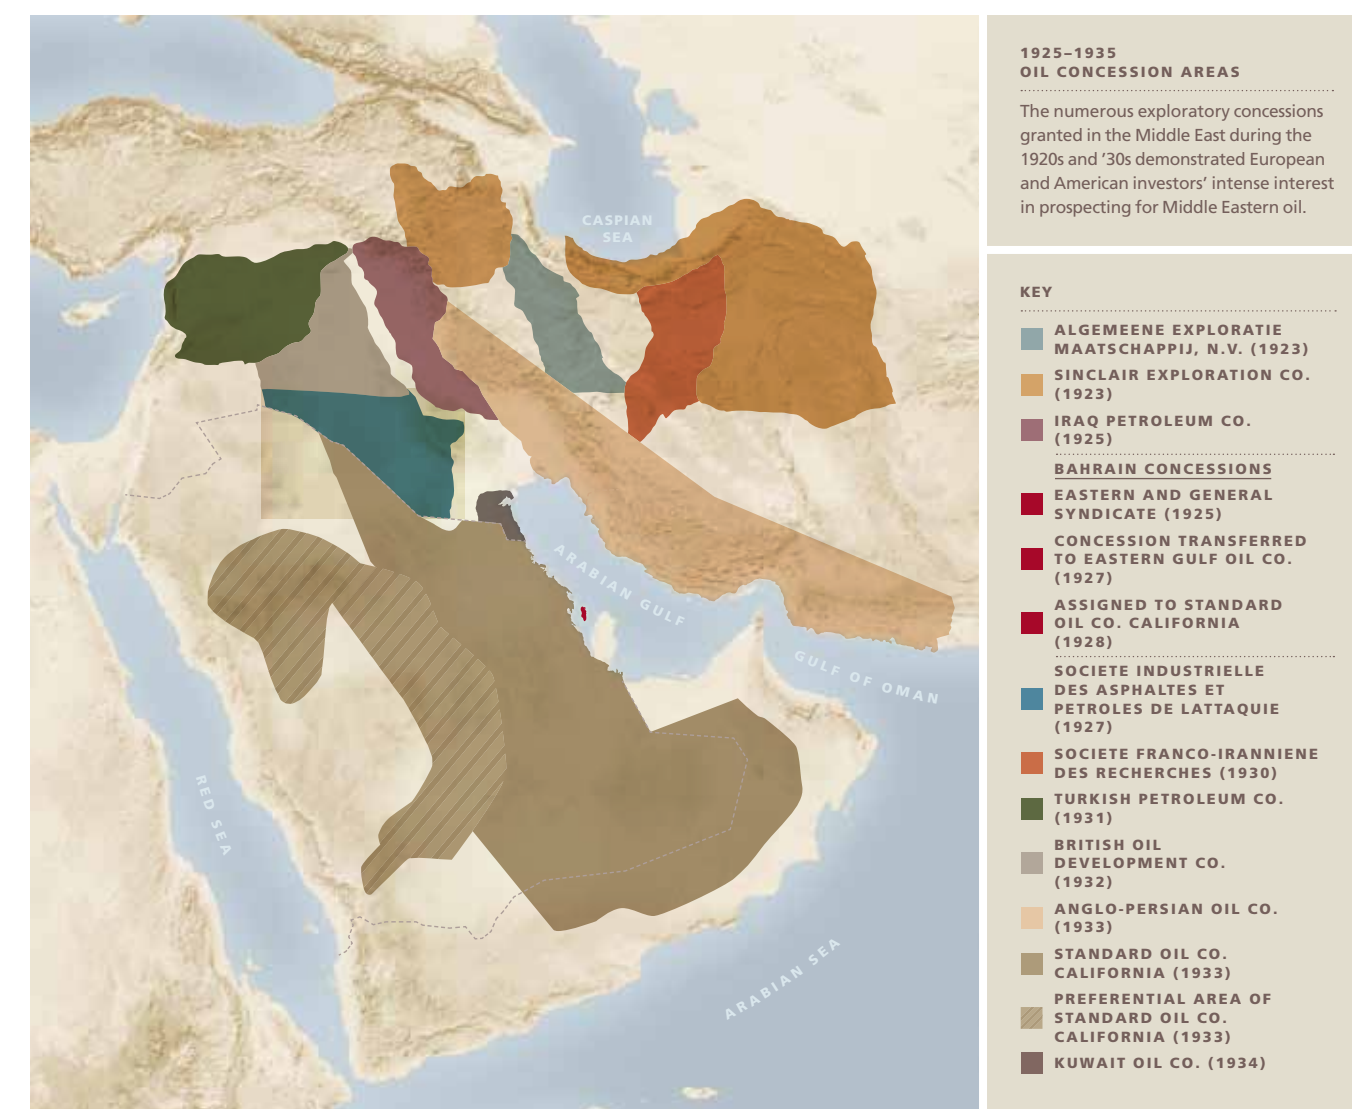 CASPIAN
SEA
ARABIAN GULF
GULF OF OMAN
RED SEA
ARABIAN SEA
1925–1935
OIL CONCESSION AREAS
The numerous exploratory concessions
granted in the Middle East during the
1920s and ’30s demonstrated European
and American investors’ intense interest
in prospecting for Middle Eastern oil.
KEY
ALGEMEENE EXPLORATIE
MAATSCHAPPIJ, N.V. (1923)
SINCLAIR EXPLORATION CO.
(1923)
IRAQ PETROLEUM CO.
(1925)
BAHRAIN CONCESSIONS
EASTERN AND GENERAL
SYNDICATE (1925)
CONCESSION TRANSFERRED
TO EASTERN GULF OIL CO.
(1927)
ASSIGNED TO STANDARD
OIL CO. CALIFORNIA
(1928)
SOCIETE INDUSTRIELLE
DES ASPHALTES ET
PETROLES DE LATTAQUIE
(1927)
SOCIETE FRANCO-IRANNIENE
DES RECHERCHES (1930)
TURKISH PETROLEUM CO.
(1931)
BRITISH OIL
DEVELOPMENT CO.
(1932)
ANGLO-PERSIAN OIL CO.
(1933)
STANDARD OIL CO.
CALIFORNIA (1933)
PREFERENTIAL AREA OF
STANDARD OIL CO.
CALIFORNIA (1933)
KUWAIT OIL CO. (1934)